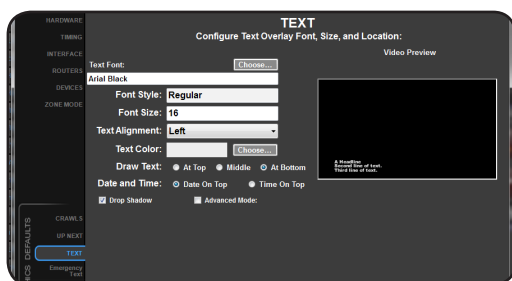 HARDWARE
TIMING
INTERFACE
ROUTERS
DEVICES
ZONE MODE
CRAWLS
UP NEXT
TEXT
Emergency
Text
ICS DEFAULTS
TEXT
Configure Text Overlay Font, Size, and Location:
Text Font:
Choose...
Arial Black
Font Style: Regular
Font Size: 16
Text Alignment: Left
Text Color: Choose...
Draw Text: At Top Middle At Bottom
Date and Time: Date On Top Time On Top
Drop Shadow Advanced Mode:
Video Preview
A Headline
Second line of text.
Third line of text.